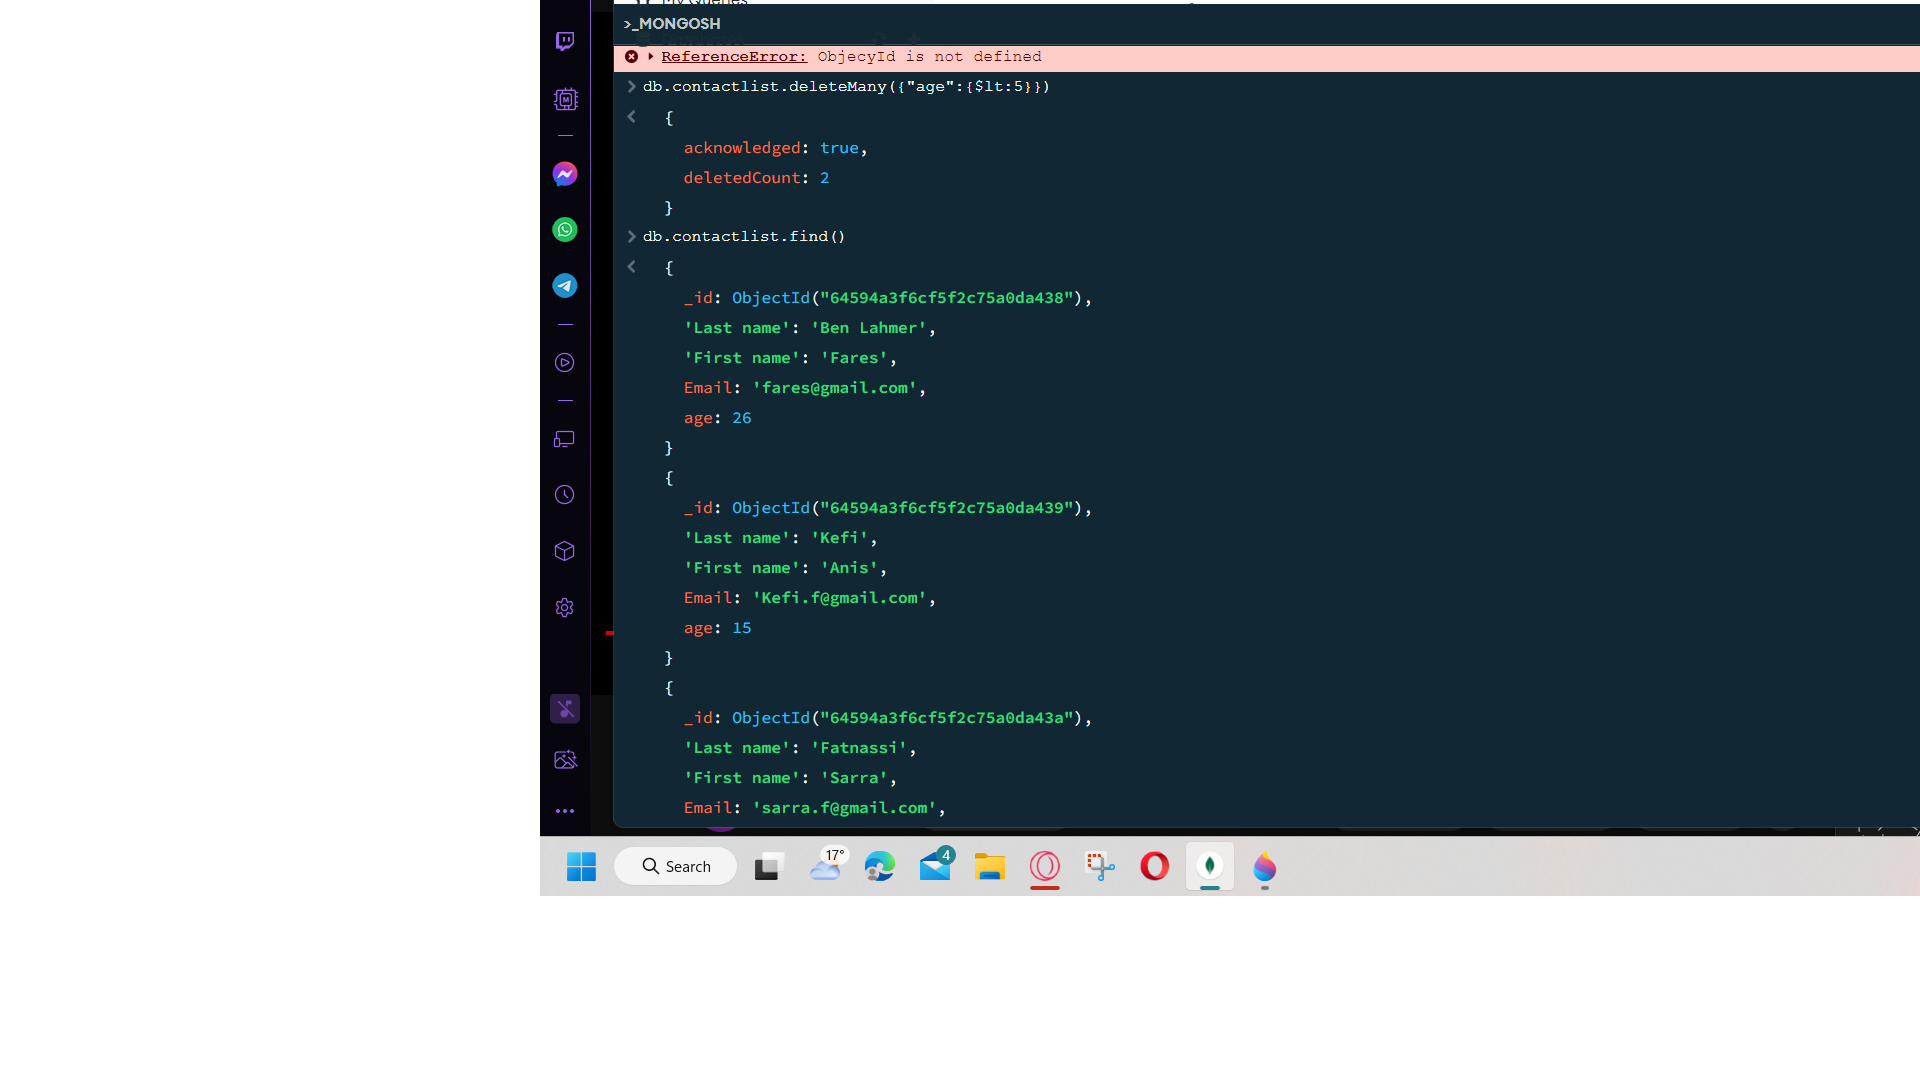 My Queries
>_MONGOSH
ReferenceError: ObjecyId is not defined
db.contactlist.deleteMany({"age":{$lt:5}})
{
acknowledged: true,
deletedCount: 2
}
db.contactlist.find()
{
_id: ObjectId("64594a3f6cf5f2c75a0da438"),
'Last name': 'Ben Lahmer',
'First name': 'Fares',
Email: 'fares@gmail.com',
age: 26
}
{
_id: ObjectId("64594a3f6cf5f2c75a0da439"),
'Last name': 'Kefi',
'First name': 'Anis',
Email: 'Kefi.f@gmail.com',
age: 15
}
{
_id: ObjectId("64594a3f6cf5f2c75a0da43a"),
'Last name': 'Fatnassi',
'First name': 'Sarra',
Email: 'sarra.f@gmail.com',
Search
17°
4